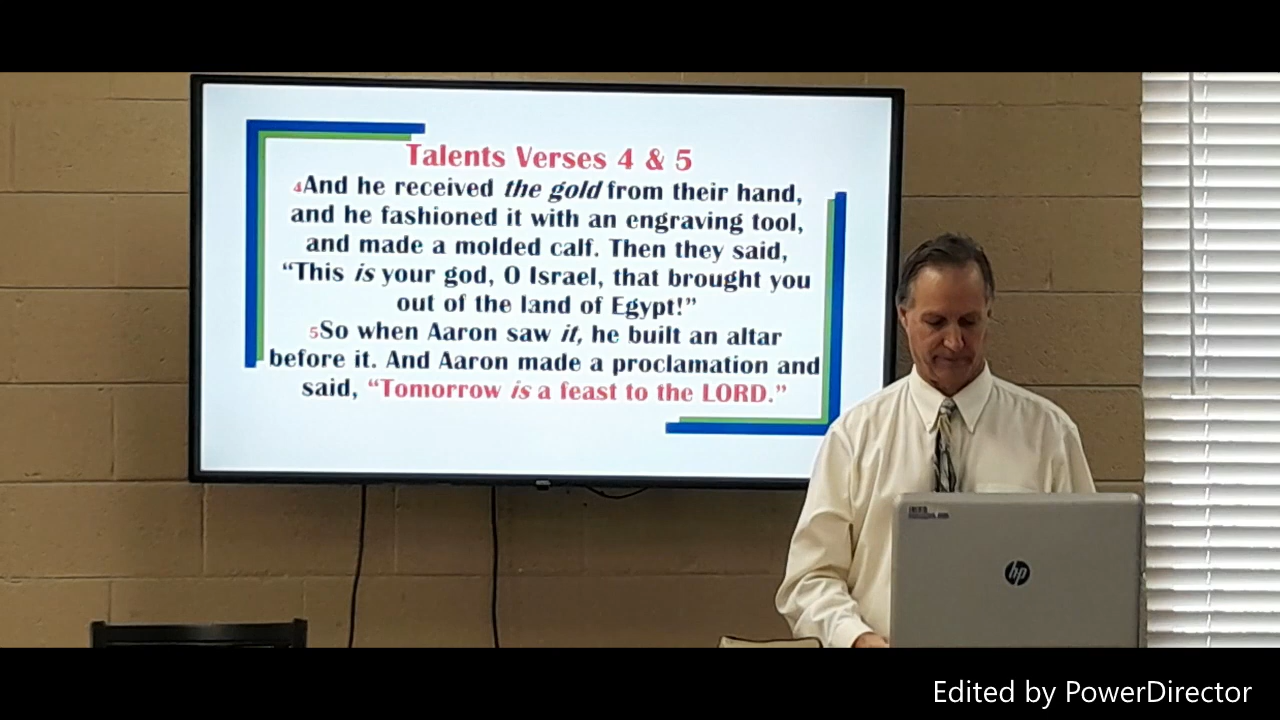 Talents Verses 4 & 5
4And he received the gold from their hand,
and he fashioned it with an engraving tool,
and made a molded calf. Then they said,
“This is your god, O Israel, that brought you
out of the land of Egypt!”
5So when Aaron saw it, he built an altar
before it. And Aaron made a proclamation and
said, “Tomorrow is a feast to the LORD.”
hp
Edited by PowerDirector